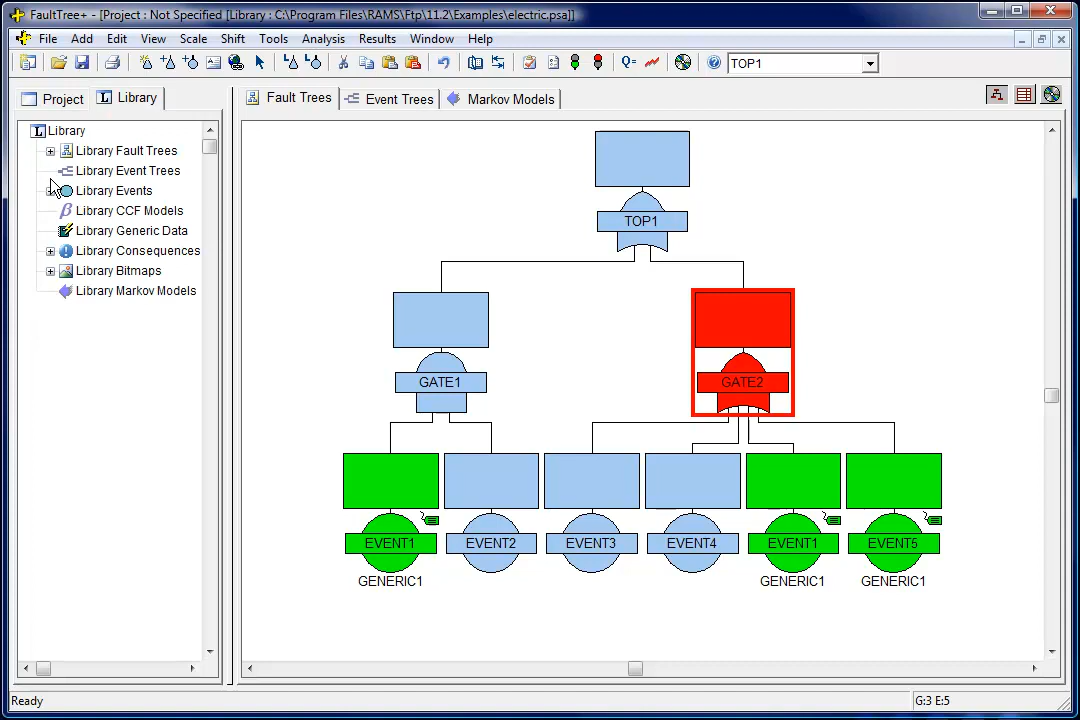 FaultTree+ - [Project : Not Specified [Library : C:\Program Files\RAMS\Ftp\11.2\Examples\electric.psa]]
File Add Edit View Scale Shift Tools Analysis Results Window Help
Q= TOP1
Project Library Fault Trees Event Trees Markov Models
L Library
Library Fault Trees
Library Event Trees
Library Events
β Library CCF Models
Library Generic Data
Library Consequences
Library Bitmaps
Library Markov Models
TOP1
GATE1 GATE2
EVENT1 EVENT2 EVENT3 EVENT4 EVENT1 EVENT5
GENERIC1 GENERIC1 GENERIC1
Ready G:3 E:5